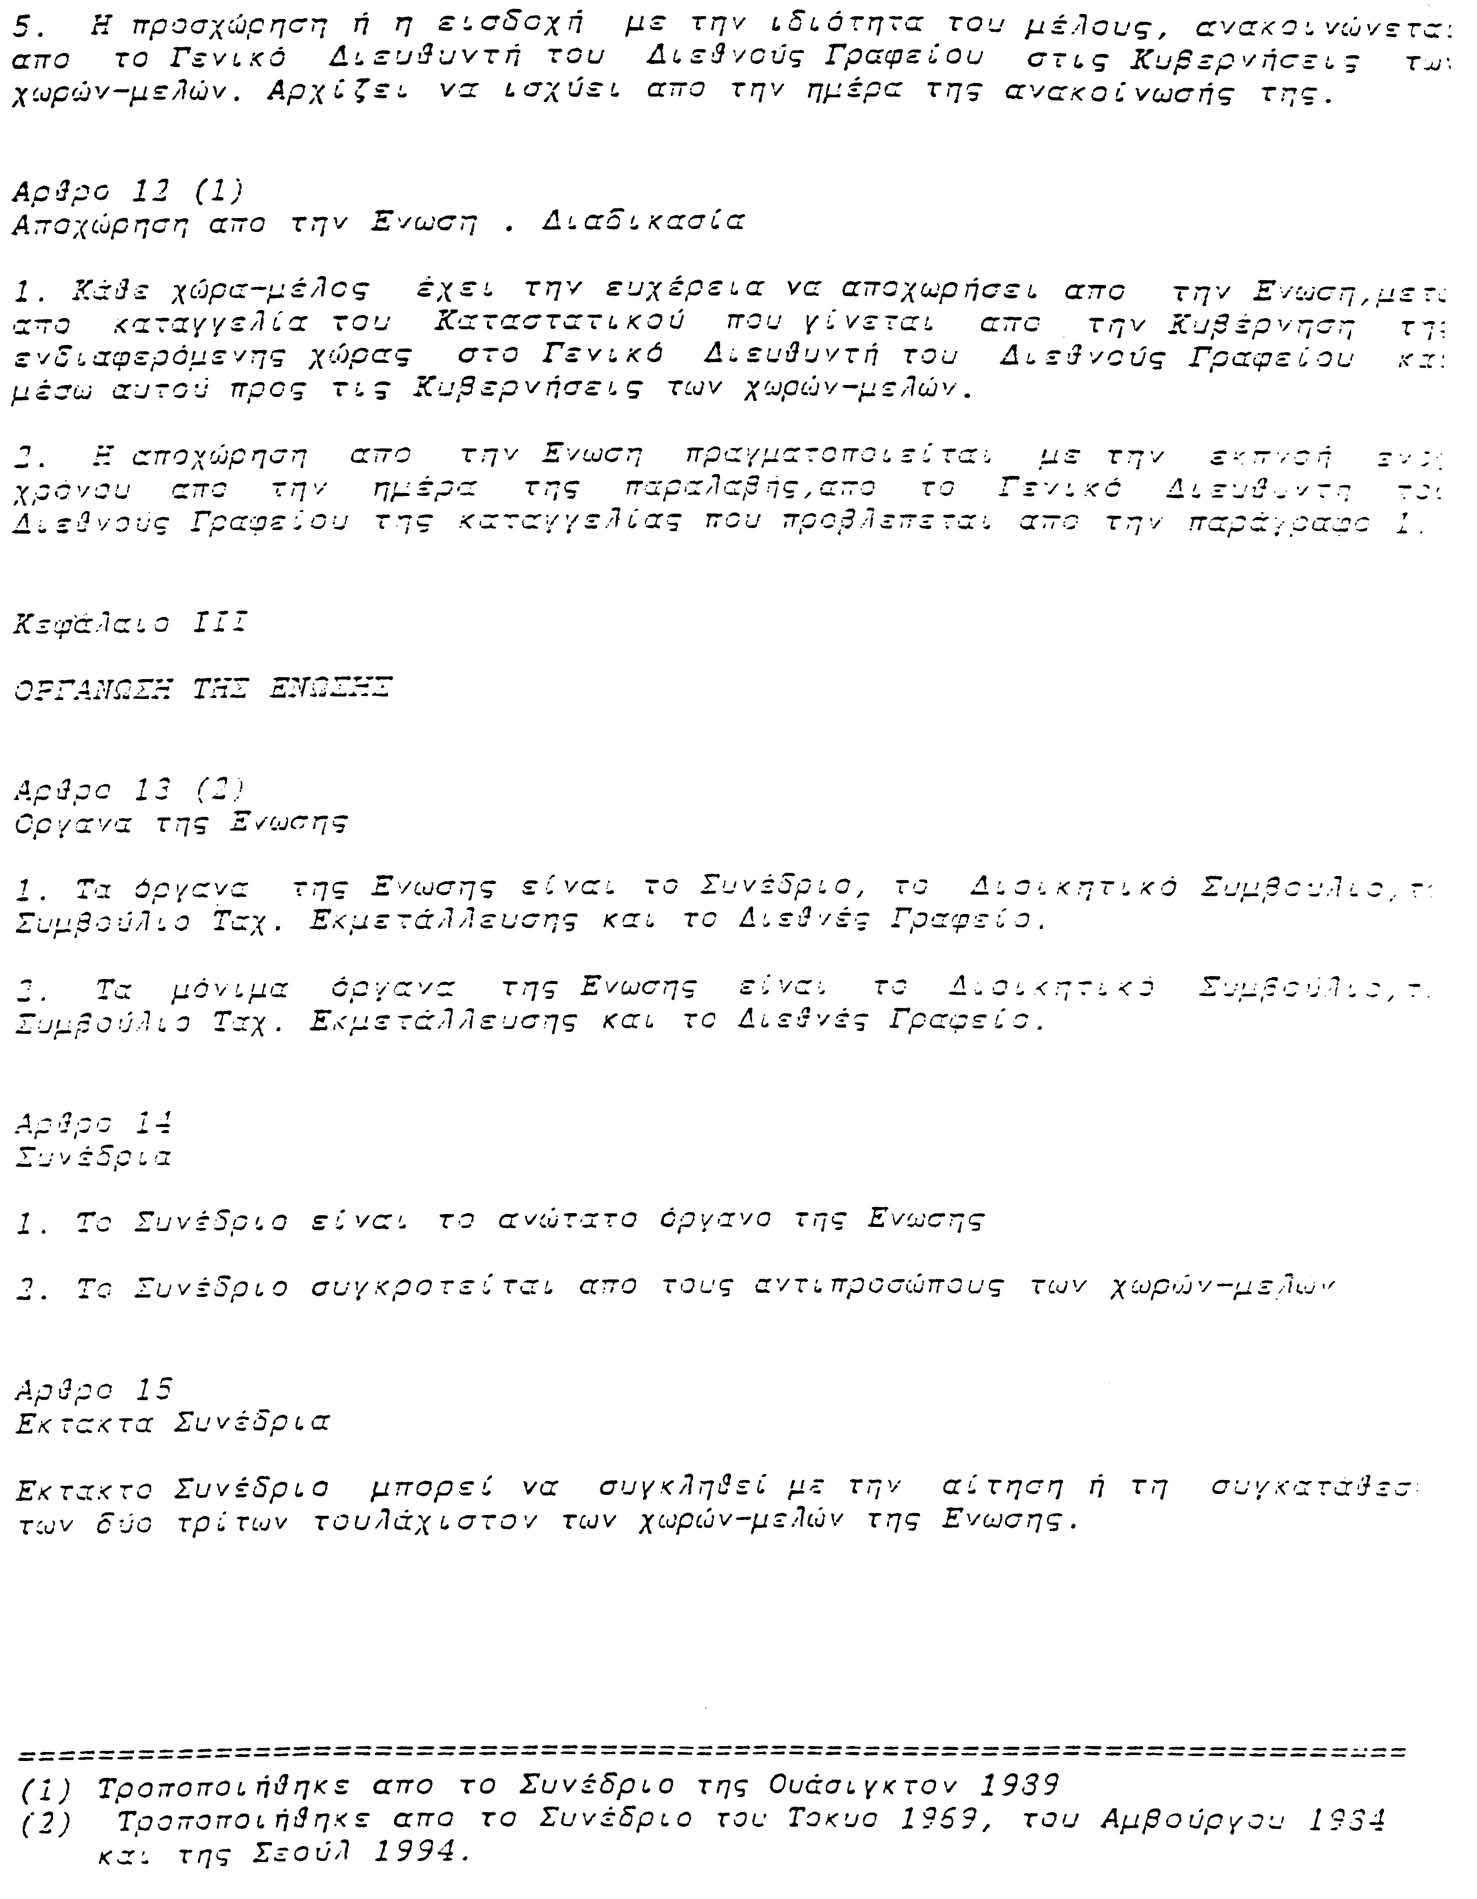 5. Η προσχώρηση ή η εισδοχή με την ιδιότητα του μέλους, ανακοινώνεται
απο το Γενικό Διευθυντή του Διεθνούς Γραφείου στις Κυβερνήσεις των
χωρών-μελών. Αρχίζει να ισχύει απο την ημέρα της ανακοίνωσής της.
Αρθρο 12 (1)
Αποχώρηση απο την Ενωση . Διαδικασία
1. Κάθε χώρα-μέλος έχει την ευχέρεια να αποχωρήσει απο την Ενωση,μετά
απο καταγγελία του Καταστατικού που γίνεται απο την Κυβέρνηση της
ενδιαφερόμενης χώρας στο Γενικό Διευθυντή του Διεθνούς Γραφείου και
μέσω αυτού προς τις Κυβερνήσεις των χωρών-μελών.
2. Η αποχώρηση απο την Ενωση πραγματοποιείται με την εκπνοή ενός
χρόνου απο την ημέρα της παραλαβής,απο το Γενικό Διευθυντη του
Διεθνούς Γραφείου της καταγγελίας που προβλεπεται απο την παράγραφο 1.
Κεφάλαιο ΙΙΙ
ΟΡΓΑΝΩΣΗ ΤΗΣ ΕΝΩΣΗΣ
Αρθρο 13 (2)
Οργανα της Ενωσης
1. Τα όργανα της Ενωσης είναι το Συνέδριο, το Διοικητικό Συμβουλιο,το
Συμβούλιο Ταχ. Εκμετάλλευσης και το Διεθνές Γραφείο.
2. Τα μόνιμα όργανα της Ενωσης είναι το Διοικητικό Συμβούλιο,το
Συμβούλιο Ταχ. Εκμετάλλευσης και το Διεθνές Γραφείο.
Αρθρο 14
Συνέδρια
1. Το Συνέδριο είναι το ανώτατο όργανο της Ενωσης
2. Το Συνέδριο συγκροτείται απο τους αντιπροσώπους των χωρών-μελών
Αρθρο 15
Εκτακτα Συνέδρια
Εκτακτο Συνέδριο μπορεί να συγκληθεί με την αίτηση ή τη συγκατάθεση
των δύο τρίτων τουλάχιστον των χωρών-μελών της Ενωσης.
(1) Τροποποιήθηκε απο το Συνέδριο της Ουάσιγκτον 1989
(2) Τροποποιήθηκε απο το Συνέδριο του Τοκυο 1969, του Αμβούργου 1984
και της Σεούλ 1994.